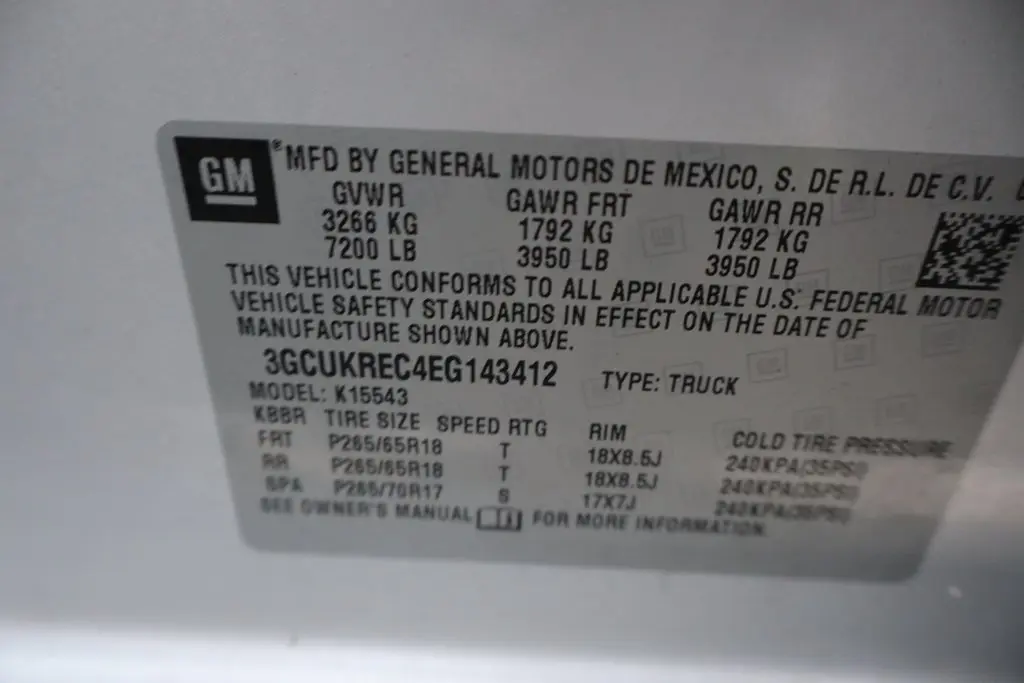 GM ® MFD BY GENERAL MOTORS DE MEXICO, S. DE R.L. DE C.V.
GVWR GAWR FRT GAWR RR
3266 KG 1792 KG 1792 KG
7200 LB 3950 LB 3950 LB
THIS VEHICLE CONFORMS TO ALL APPLICABLE U.S. FEDERAL MOTOR
VEHICLE SAFETY STANDARDS IN EFFECT ON THE DATE OF
MANUFACTURE SHOWN ABOVE.
3GCUKREC4EG143412 TYPE: TRUCK
MODEL: K15543
KBBR TIRE SIZE SPEED RTG RIM COLD TIRE PRESSURE
FRT P265/65R18 T 18X8.5J 240KPA(35PSI)
RR P265/65R18 T 18X8.5J 240KPA(35PSI)
SPA P265/70R17 S 17X7J 240KPA(35PSI)
SEE OWNER'S MANUAL FOR MORE INFORMATION.